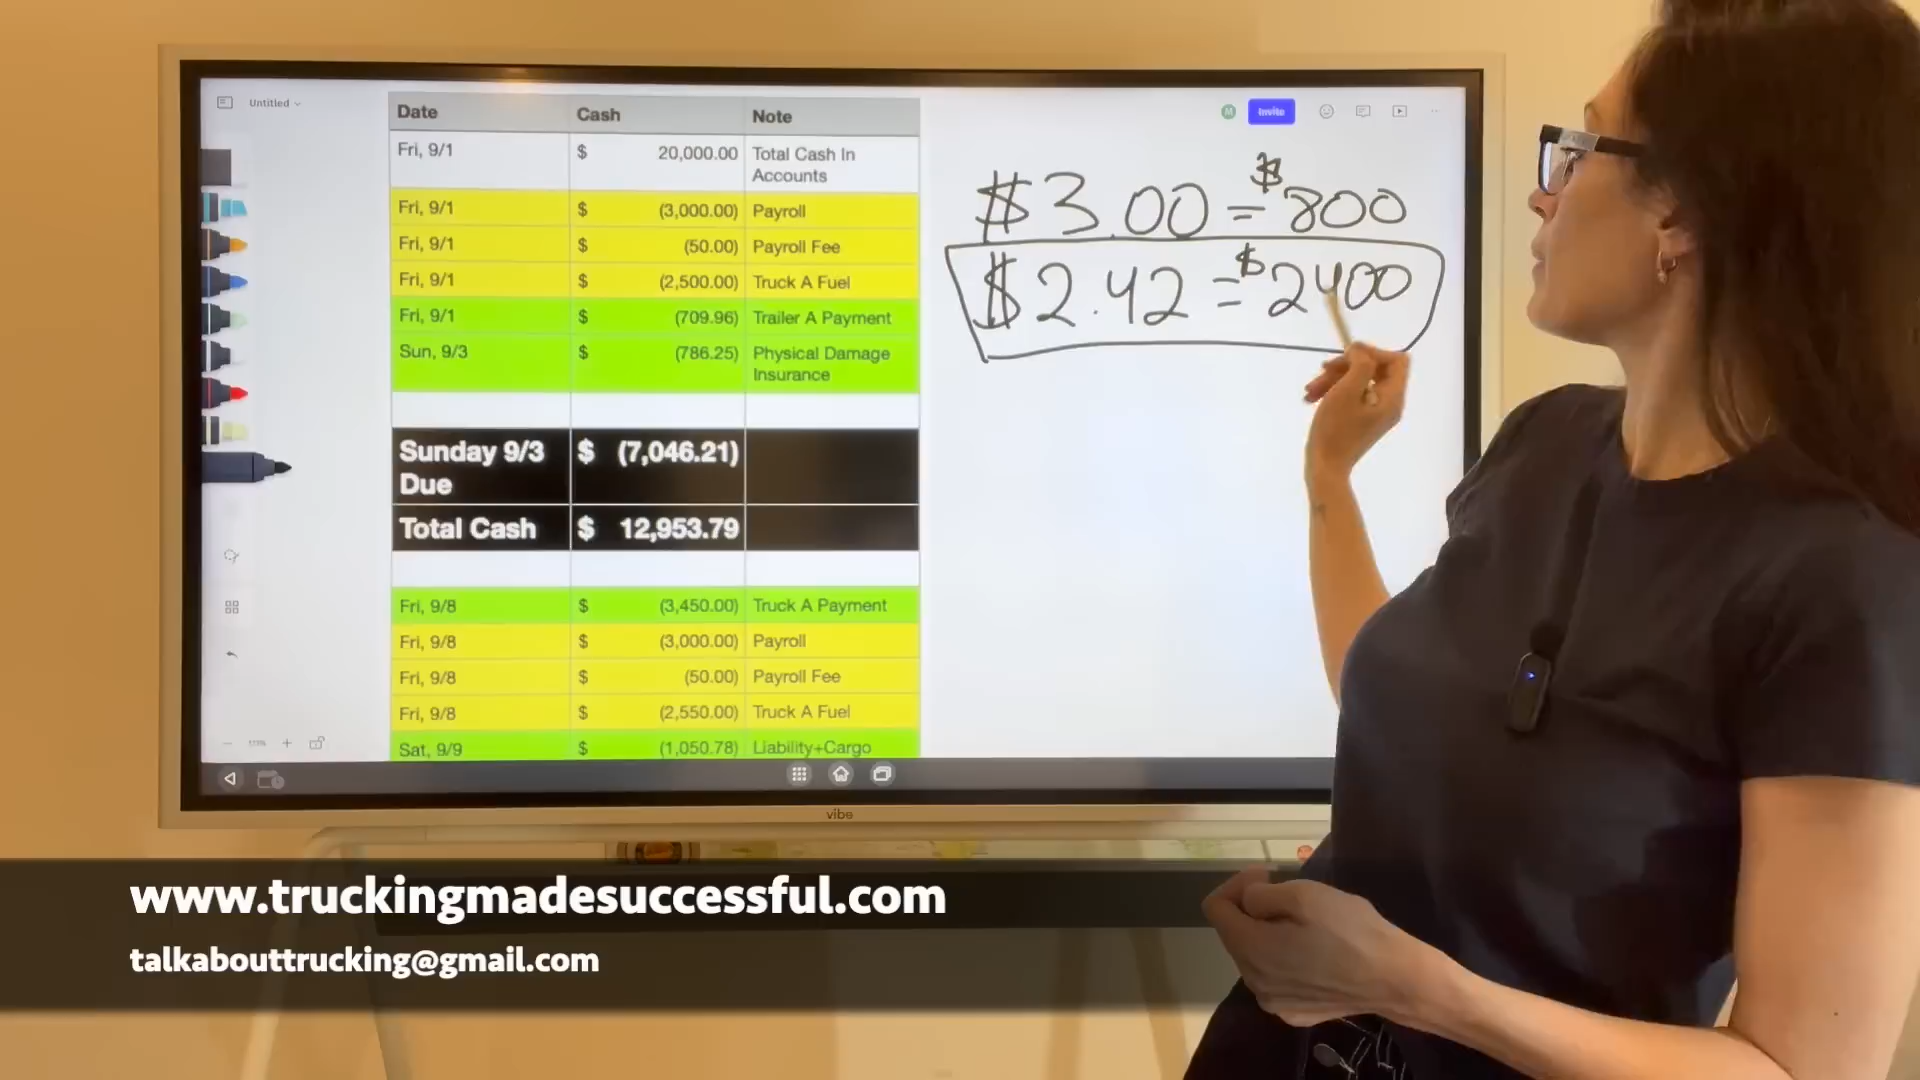 Untitled
M
Invite
Date Cash Note
Fri, 9/1 $ 20,000.00 Total Cash In
Accounts
Fri, 9/1 $ (3,000.00) Payroll
Fri, 9/1 $ (50.00) Payroll Fee
Fri, 9/1 $ (2,500.00) Truck A Fuel
Fri, 9/1 $ (709.96) Trailer A Payment
Sun, 9/3 $ (786.25) Physical Damage
Insurance
Sunday 9/3 $ (7,046.21)
Due
Total Cash $ 12,953.79
Fri, 9/8 $ (3,450.00) Truck A Payment
Fri, 9/8 $ (3,000.00) Payroll
Fri, 9/8 $ (50.00) Payroll Fee
Fri, 9/8 $ (2,550.00) Truck A Fuel
Sat, 9/9 $ (1,050.78) Liability+Cargo
$3.00 = $800
$2.42 = $2400
vibe
www.truckingmadesuccessful.com
talkabouttrucking@gmail.com